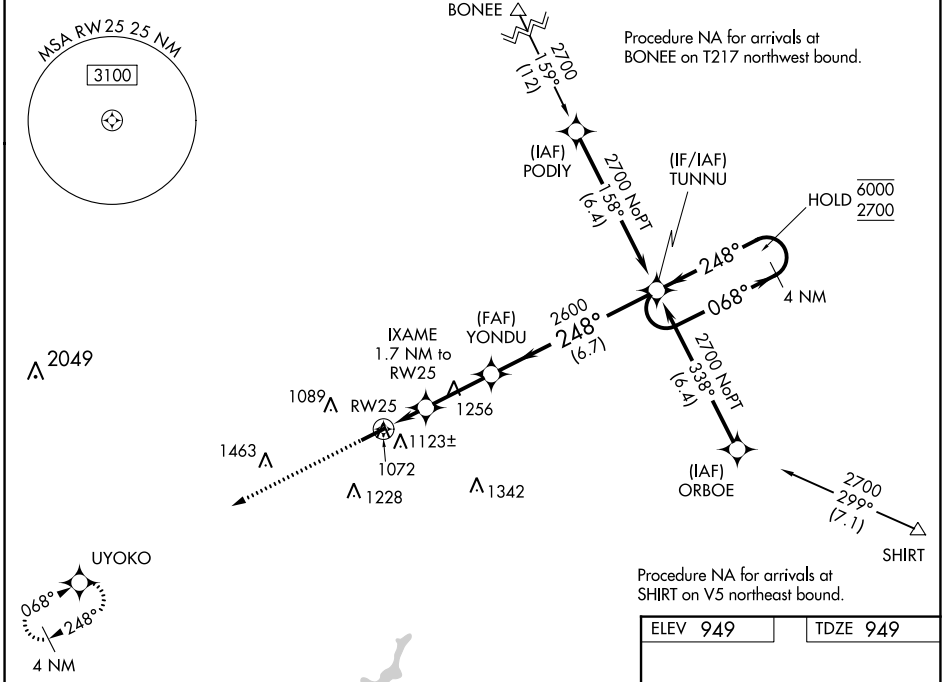 MSA RW 25 25 NM
3100
BONEE
2700
159°
(12)
Procedure NA for arrivals at
BONEE on T217 northwest bound.
(IAF)
PODIY
2700 NoPT
158°
(6.4)
(IF/IAF)
TUNNU
HOLD
6000
2700
248°
068°
4 NM
2600
248°
(6.7)
(FAF)
YONDU
IXAME
1.7 NM to
RW25
2700 NoPT
338°
(6.4)
2049
1089
RW25
1256
1123±
1463
1072
1228
1342
(IAF)
ORBOE
2700
299°
(7.1)
SHIRT
UYOKO
068°
248°
4 NM
Procedure NA for arrivals at
SHIRT on V5 northeast bound.
ELEV 949
TDZE 949